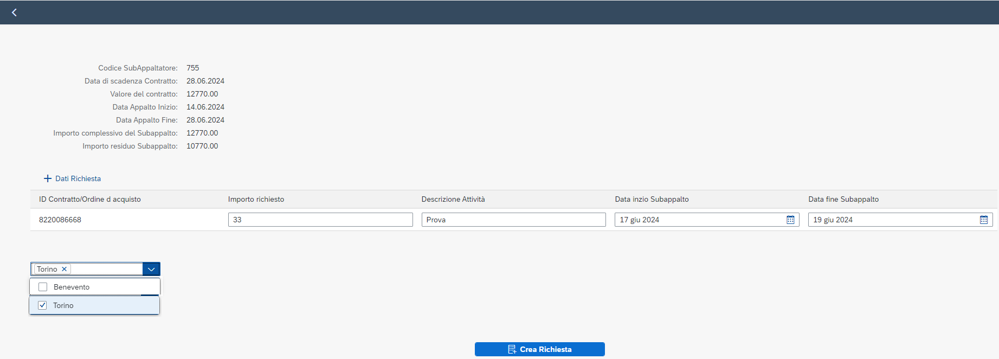 Codice SubAppaltatore: 755
Data di scadenza Contratto: 28.06.2024
Valore del contratto: 12770.00
Data Appalto Inizio: 14.06.2024
Data Appalto Fine: 28.06.2024
Importo complessivo del Subappalto: 12770.00
Importo residuo Subappalto: 10770.00
Dati Richiesta
ID Contratto/Ordine d acquisto Importo richiesto Descrizione Attività Data inzio Subappalto Data fine Subappalto
8220086668 33 Prova 17 giu 2024 19 giu 2024
Torino
Benevento
Torino
Crea Richiesta